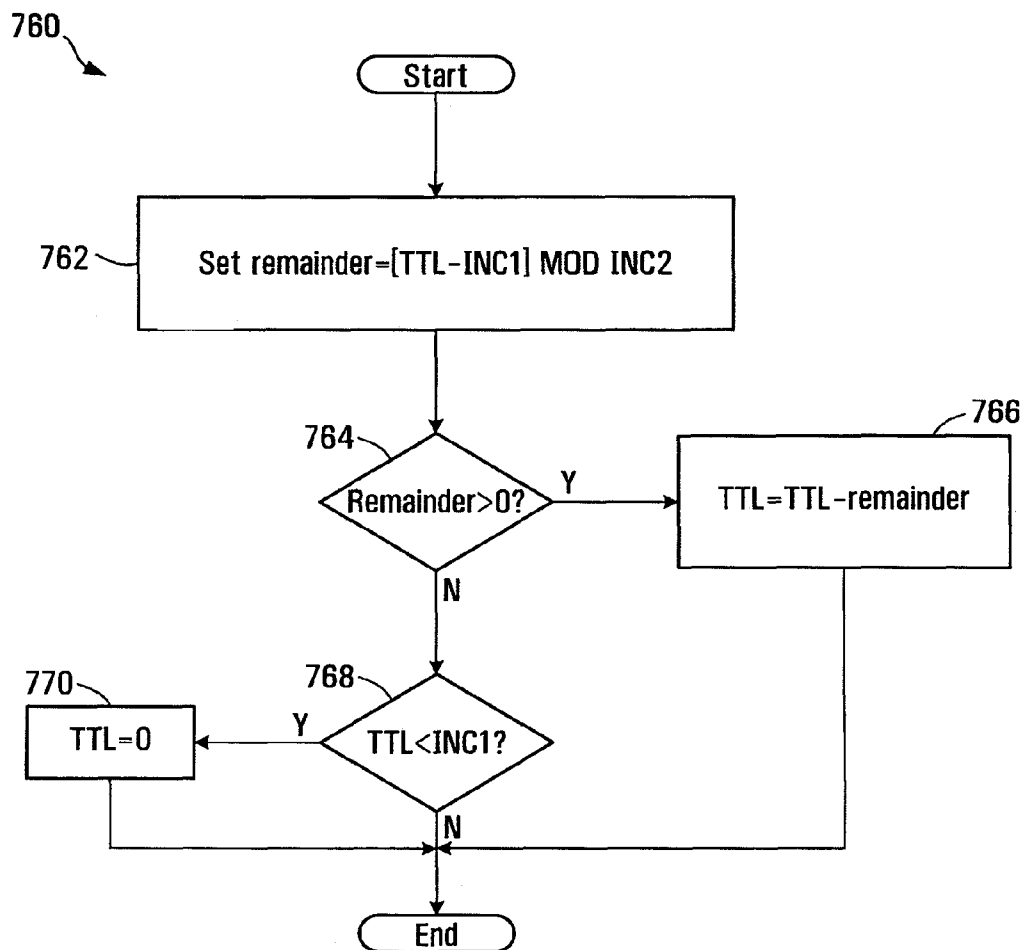 760
Start
762
Set remainder=[TTL-INC1] MOD INC2
764
Remainder>0?
Y
766
TTL=TTL-remainder
N
768
TTL<INC1?
Y
770
TTL=0
N
End